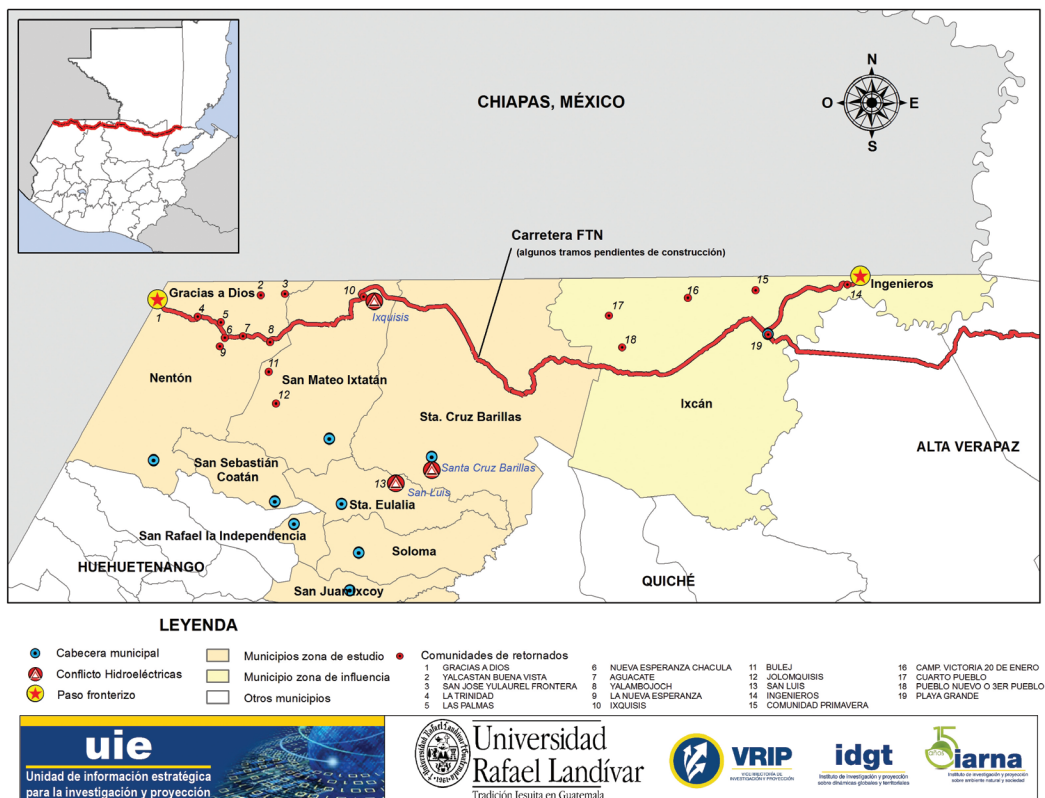 CHIAPAS, MÉXICO
N
O
E
S
Carretera FTN
(algunos tramos pendientes de construcción)
Gracias a Dios
Ingenieros
1
2
3
4
5
6
7
8
9
10
11
12
13
14
15
16
17
18
19
Ixquisis
Nentón
San Mateo Ixtatán
Sta. Cruz Barillas
Ixcán
ALTA VERAPAZ
San Sebastián
Coatán
Santa Cruz Barillas
San Luis
Sta. Eulalia
San Rafael la Independencia
Soloma
HUEHUETENANGO
QUICHÉ
San Juan Ixcoy
LEYENDA
Cabecera municipal
Conflicto Hidroeléctricas
Paso fronterizo
Municipios zona de estudio
Municipio zona de influencia
Otros municipios
Comunidades de retornados
1 GRACIAS A DIOS
2 YALCASTAN BUENA VISTA
3 SAN JOSE YULAUREL FRONTERA
4 LA TRINIDAD
5 LAS PALMAS
6 NUEVA ESPERANZA CHACULA
7 AGUACATE
8 YALAMBOJOCH
9 LA NUEVA ESPERANZA
10 IXQUISIS
11 BULEJ
12 JOLOMQUISIS
13 SAN LUIS
14 INGENIEROS
15 COMUNIDAD PRIMAVERA
16 CAMP. VICTORIA 20 DE ENERO
17 CUARTO PUEBLO
18 PUEBLO NUEVO O 3ER PUEBLO
19 PLAYA GRANDE
uie
Unidad de información estratégica
para la investigación y proyección
Universidad
Rafael Landívar
Tradición Jesuita en Guatemala
VRIP
VICERRECTORÍA DE
INVESTIGACIÓN Y PROYECCIÓN
idgt
Instituto de investigación y proyección
sobre dinámicas globales y territoriales
15
años
iarna
Instituto de investigación y proyección
sobre ambiente natural y sociedad